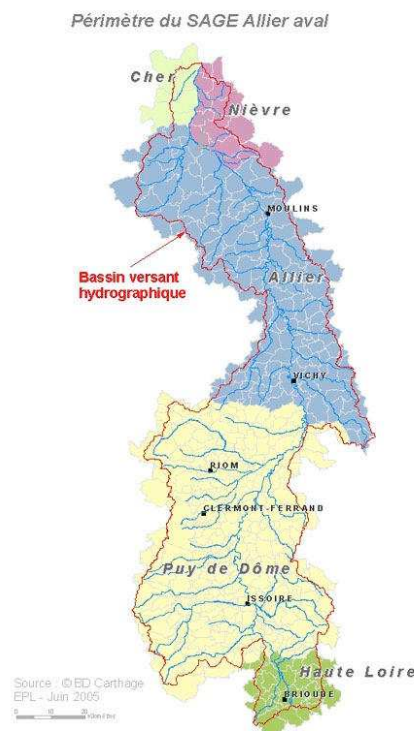 Périmètre du SAGE Allier aval
Cher
Nièvre
MOULINS
Bassin versant
hydrographique
Allier
VICHY
RIOM
CLERMONT-FERRAND
Puy de Dôme
ISSOIRE
Haute Loire
BRIOUDE
Source : © BD Carthage
EPL - Juin 2005